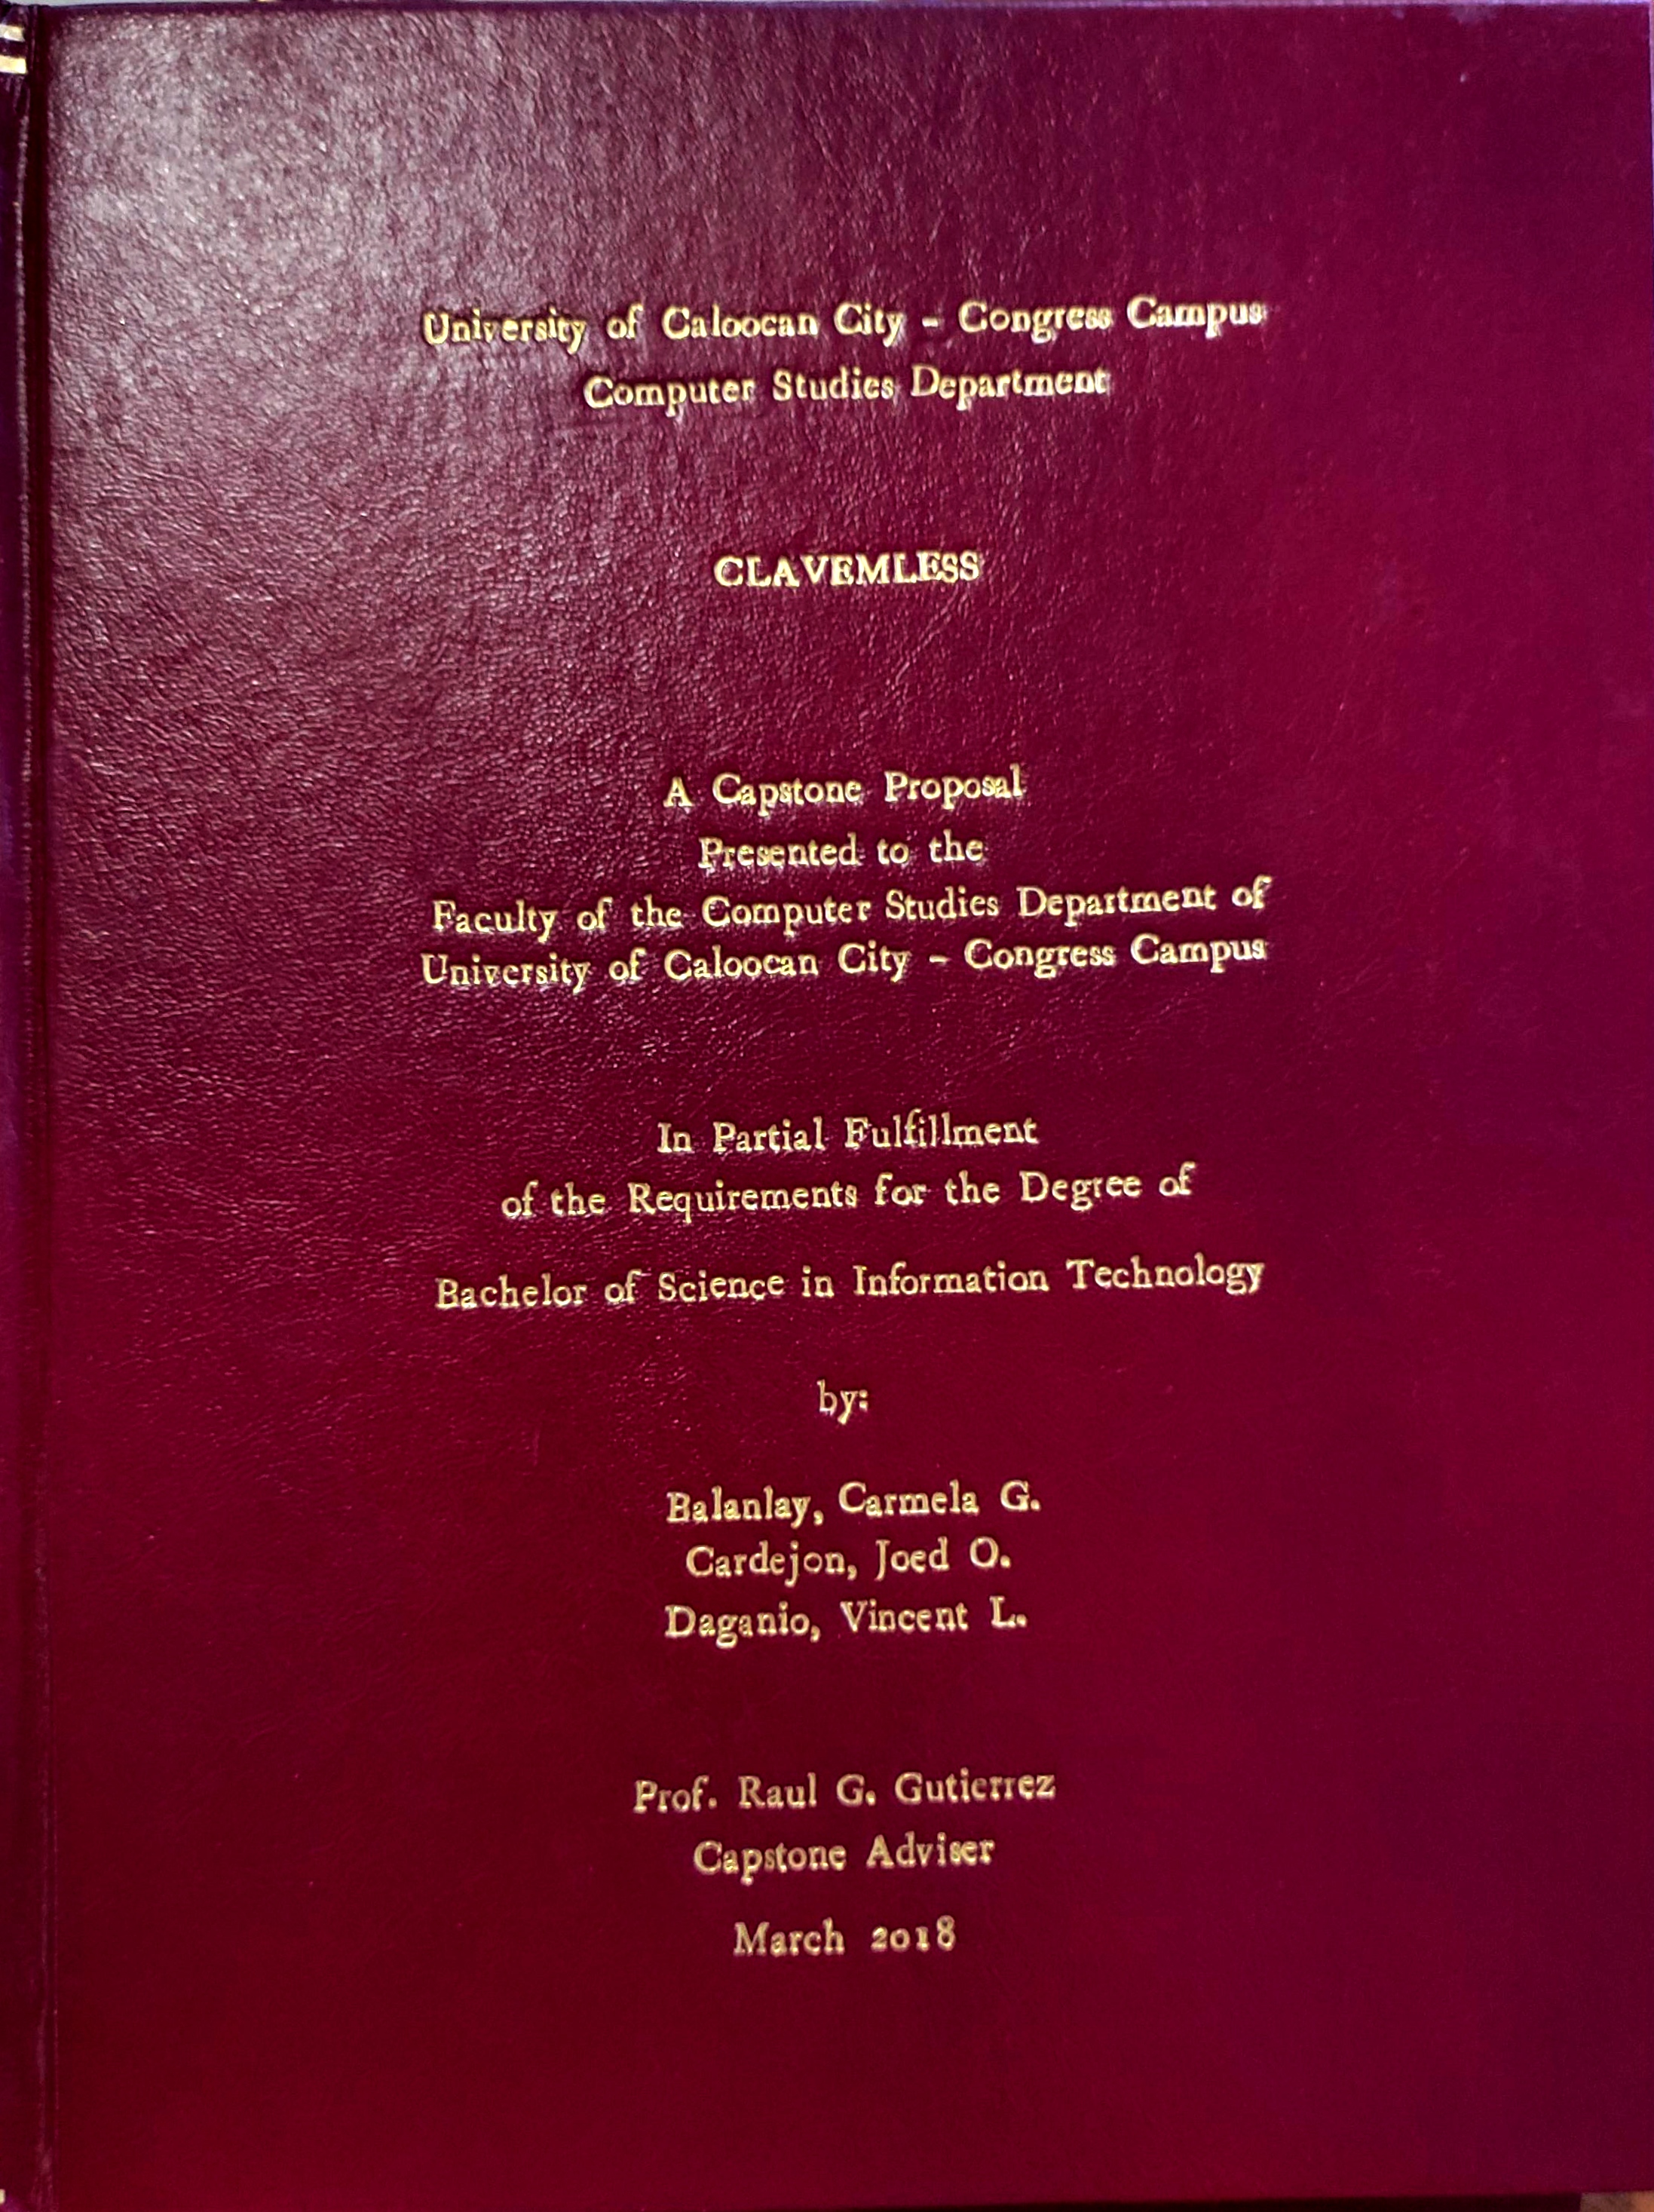 University of Caloocan City - Congress Campus
Computer Studies Department
CLAVEMLESS
A Capstone Proposal
Presented to the
Faculty of the Computer Studies Department of
University of Caloocan City - Congress Campus
In Partial Fulfillment
of the Requirements for the Degree of
Bachelor of Science in Information Technology
by:
Balanlay, Carmela G.
Cardejon, Joed O.
Daganio, Vincent L.
Prof. Raul G. Gutierrez
Capstone Adviser
March 2018